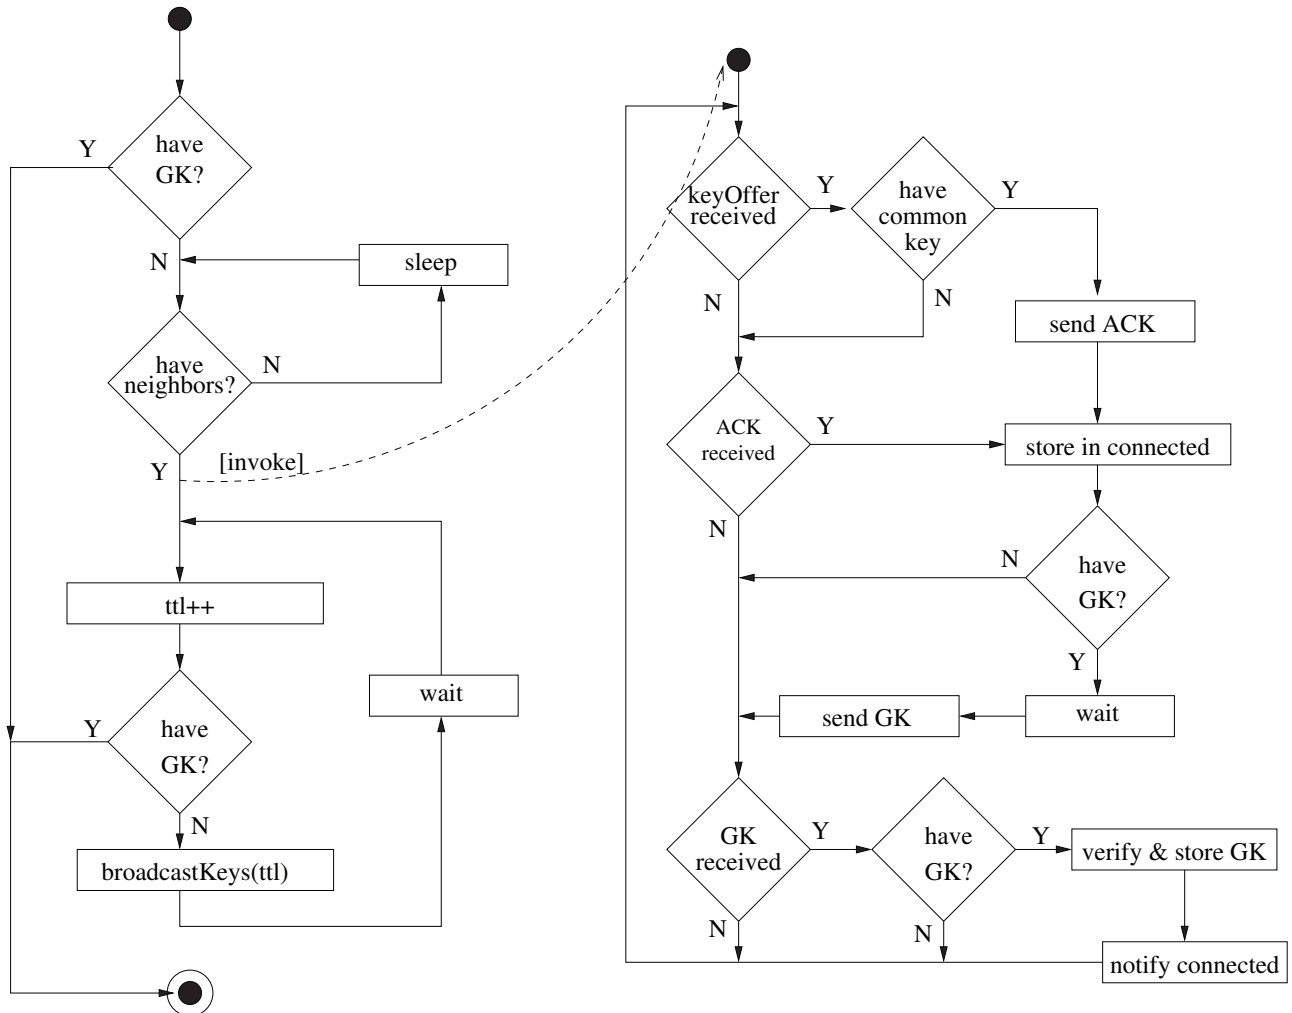 have
GK?
Y
N
sleep
have
neighbors?
N
Y
[invoke]
ttl++
have
GK?
Y
N
wait
broadcastKeys(ttl)
keyOffer
received
Y
N
have
common
key
Y
N
send ACK
ACK
received
Y
N
store in connected
have
GK?
N
Y
wait
send GK
GK
received
Y
N
have
GK?
Y
N
verify & store GK
notify connected